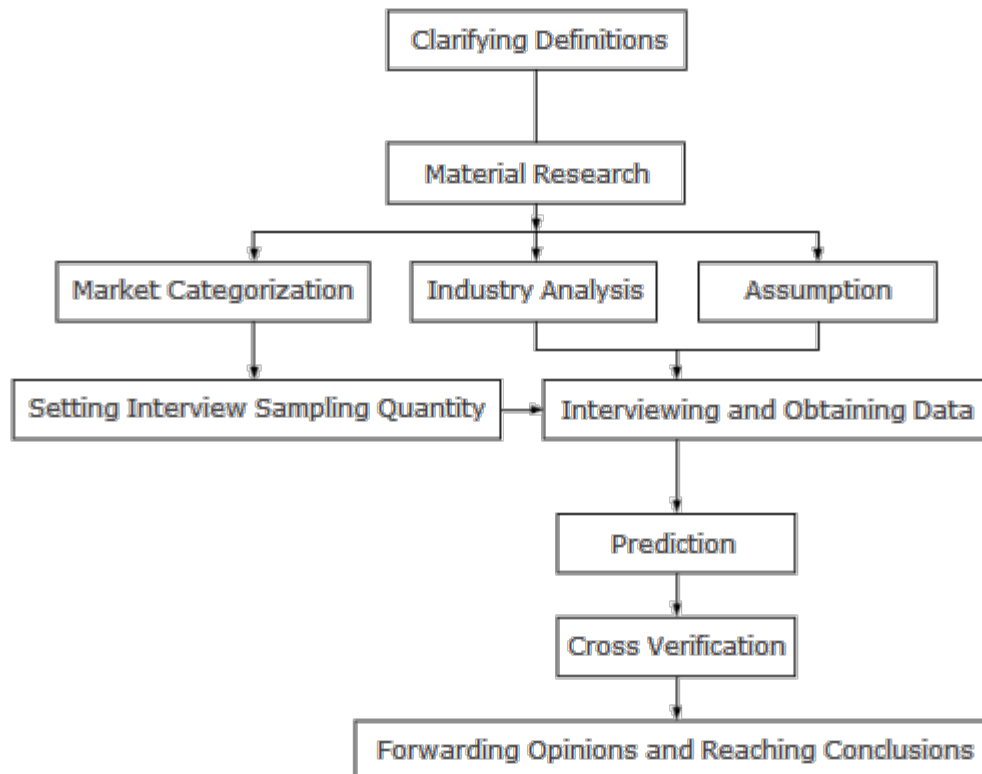 Clarifying Definitions
Material Research
Market Categorization
Industry Analysis
Assumption
Setting Interview Sampling Quantity
Interviewing and Obtaining Data
Prediction
Cross Verification
Forwarding Opinions and Reaching Conclusions